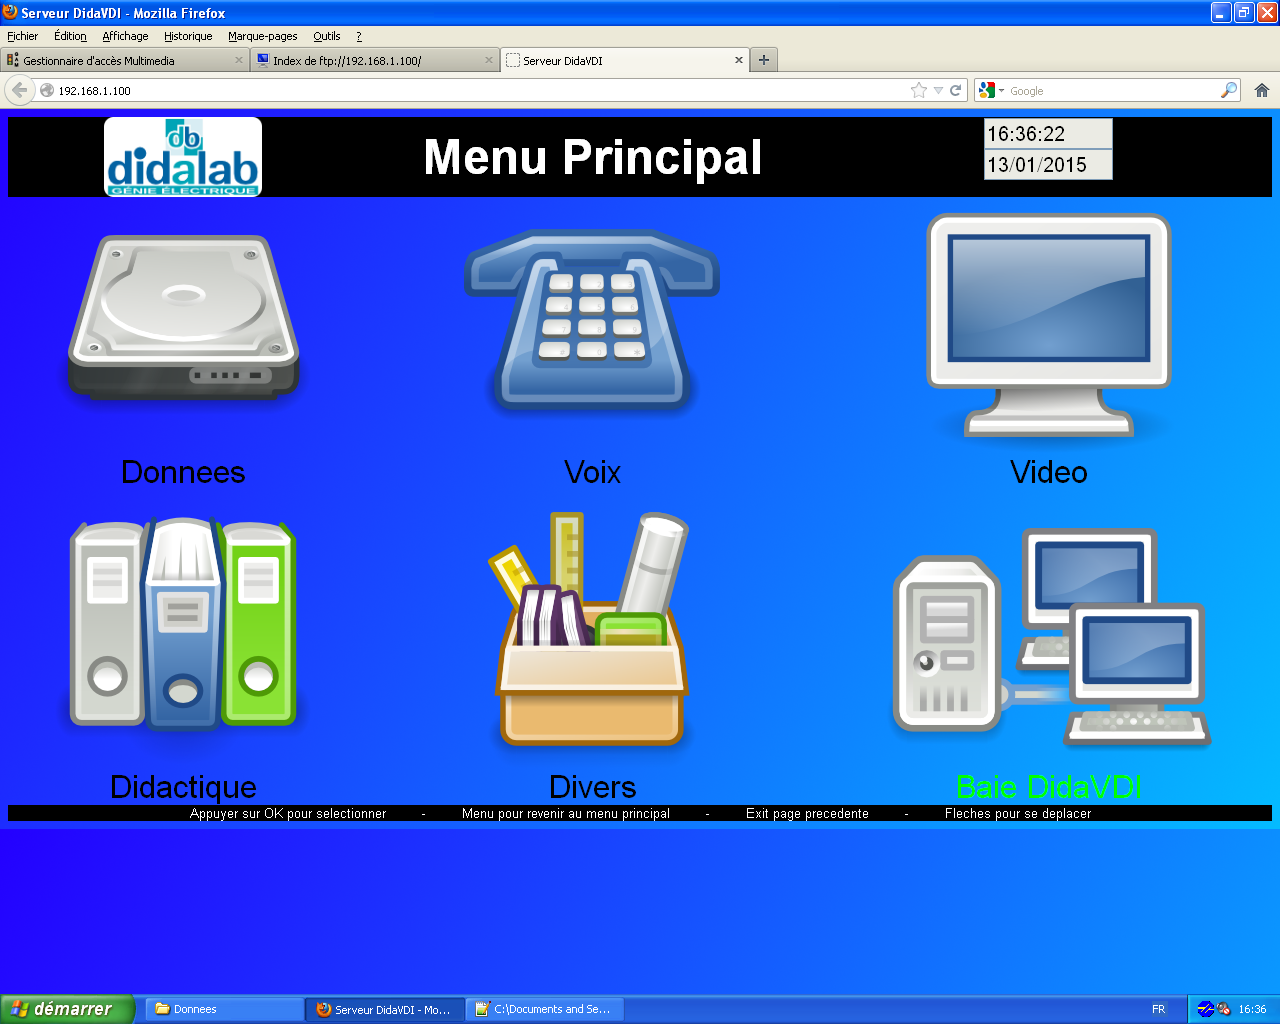 Serveur DidaVDI - Mozilla Firefox
Fichier Édition Affichage Historique Marque-pages Outils ?
Gestionnaire d'accès Multimedia Index de ftp://192.168.1.100/ Serveur DidaVDI
192.168.1.100 Google
db
didalab
GÉNIE ÉLECTRIQUE
Menu Principal
16:36:22
13/01/2015
Donnees Voix Video
Didactique Divers Baie DidaVDI
Appuyer sur OK pour selectionner - Menu pour revenir au menu principal - Exit page precedente - Fleches pour se deplacer
démarrer Donnees Serveur DidaVDI - Mo... C:\Documents and Se... FR 16:36